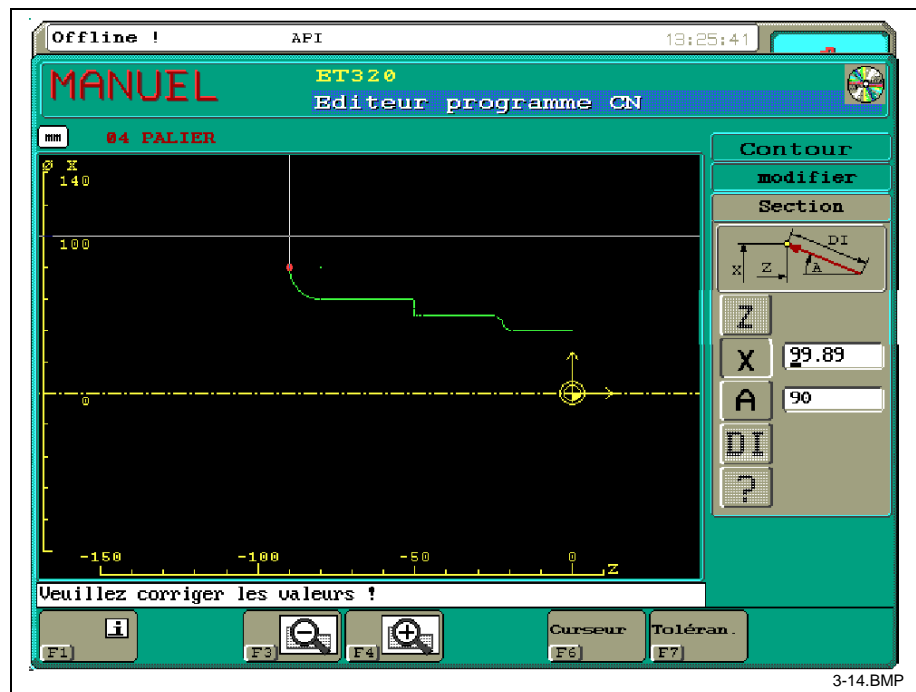 Offline !
API
13:25:41
MANUEL
ET320
Editeur programme CN
mm
04 PALIER
Contour
modifier
Section
DI
X
Z
A
Z
X
99.89
A
90
DI
?
Ø X
140
100
0
-150
-100
-50
0
Z
Veuillez corriger les valeurs !
i
F1
F3
F4
Curseur
F6
Toléran.
F7
3-14.BMP